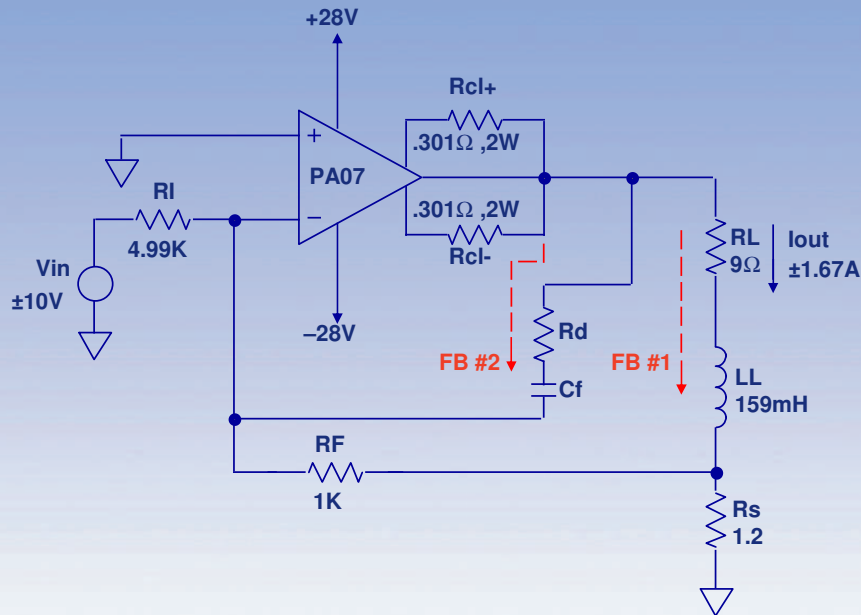 +28V
Rcl+
.301Ω ,2W
+
PA07
−
RI
4.99K
.301Ω ,2W
Rcl-
Vin
±10V
–28V
RL
9Ω
Iout
±1.67A
FB #2
Rd
Cf
FB #1
LL
159mH
RF
1K
Rs
1.2